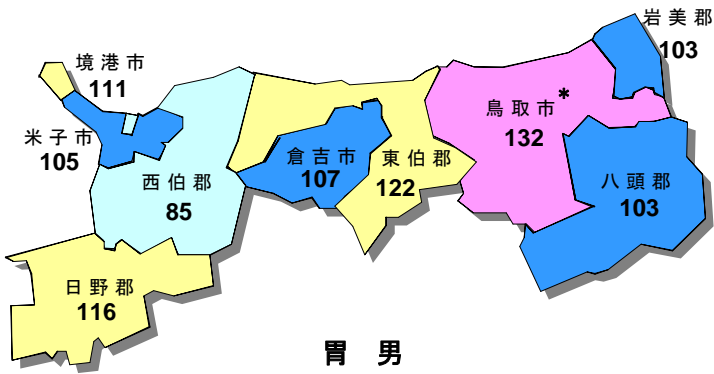 岩美郡
103
境港市
111
鳥取市*
132
米子市
105
倉吉市
107
東伯郡
122
西伯郡
85
八頭郡
103
日野郡
116
胃 男